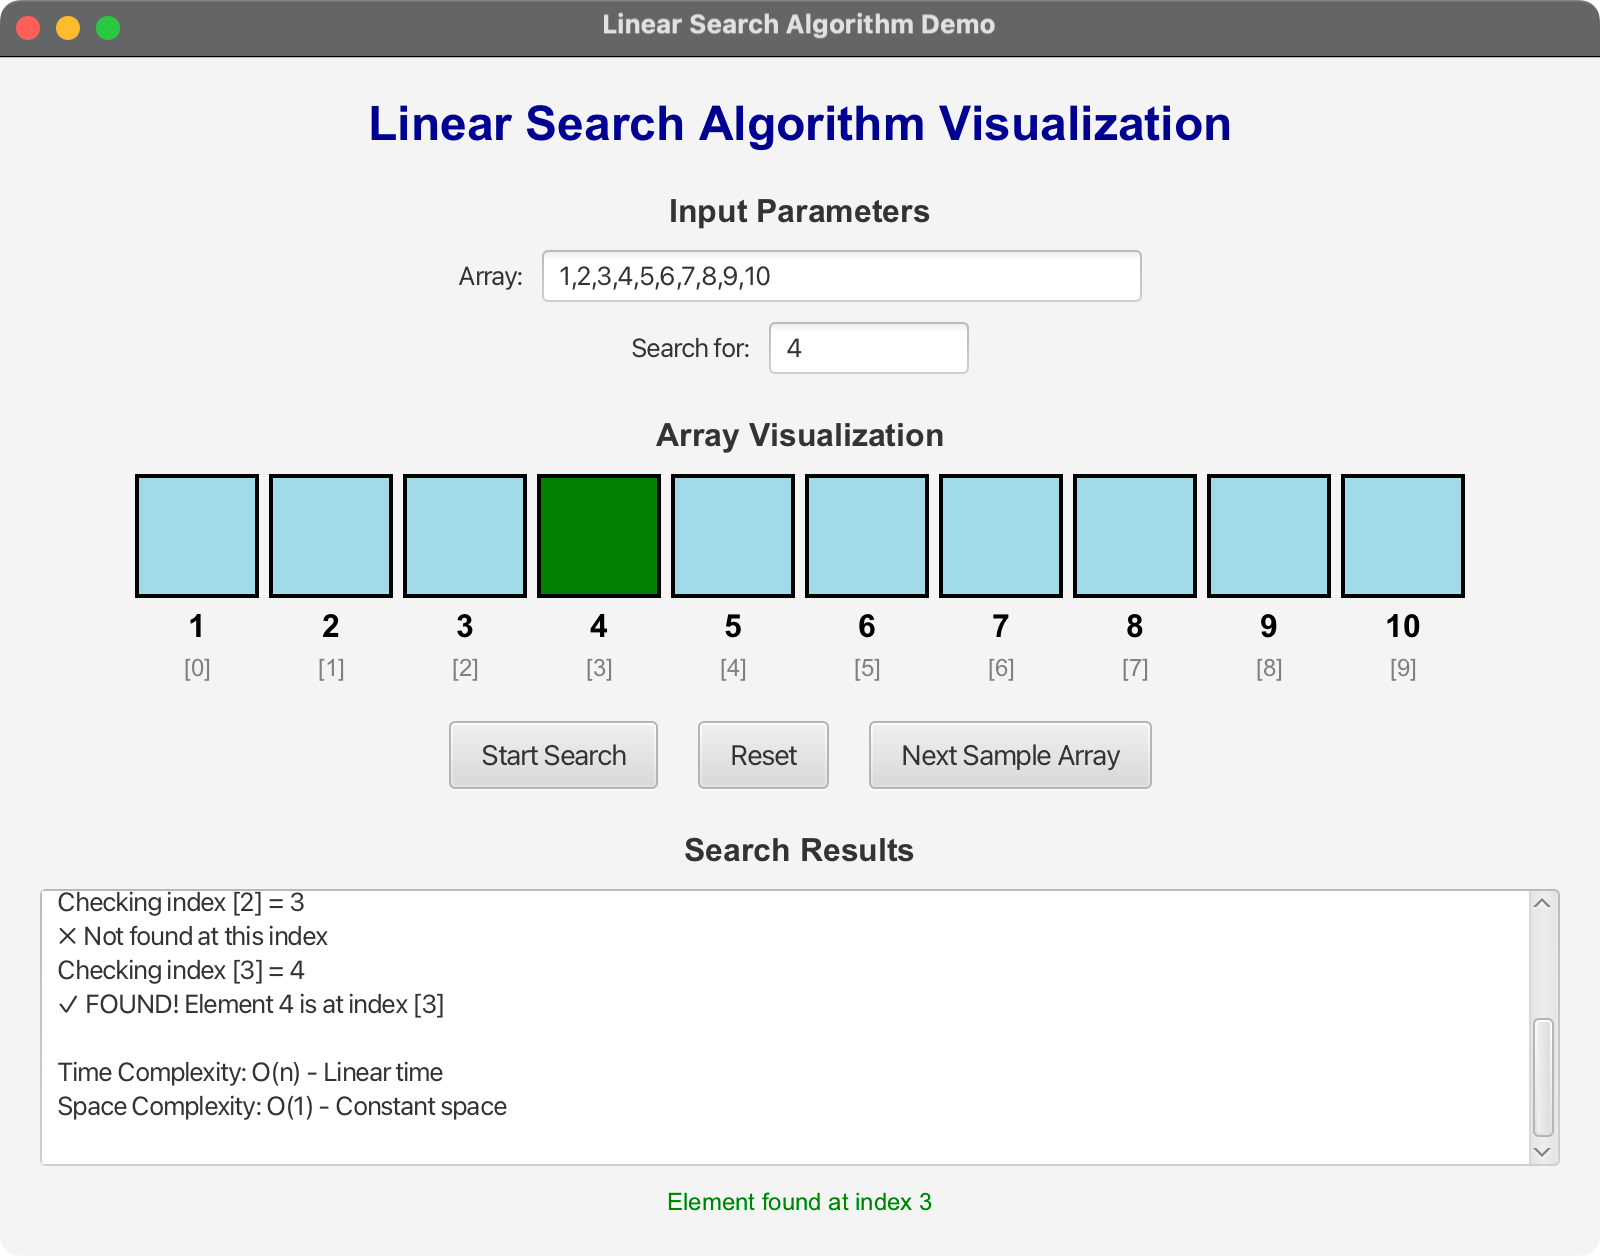 Linear Search Algorithm Demo
Linear Search Algorithm Visualization
Input Parameters
Array: 1,2,3,4,5,6,7,8,9,10
Search for: 4
Array Visualization
1 2 3 4 5 6 7 8 9 10
[0] [1] [2] [3] [4] [5] [6] [7] [8] [9]
Start Search Reset Next Sample Array
Search Results
Checking index [2] = 3
✕ Not found at this index
Checking index [3] = 4
✓ FOUND! Element 4 is at index [3]
Time Complexity: O(n) - Linear time
Space Complexity: O(1) - Constant space
Element found at index 3